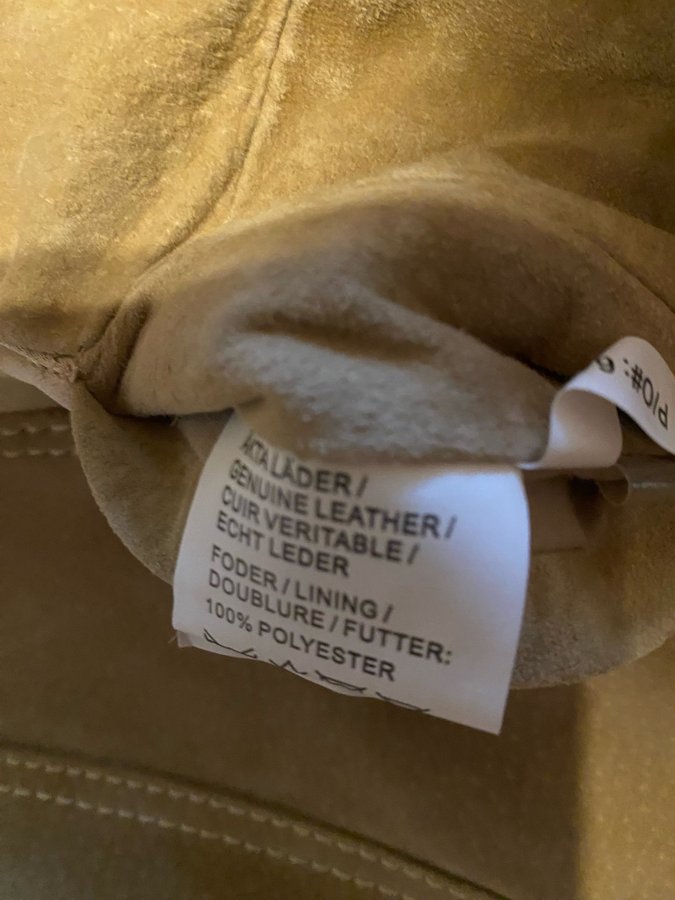 ÄKTA LÄDER /
GENUINE LEATHER /
CUIR VERITABLE /
ECHT LEDER
FODER / LINING /
DOUBLURE / FUTTER:
100% POLYESTER
P/O#: